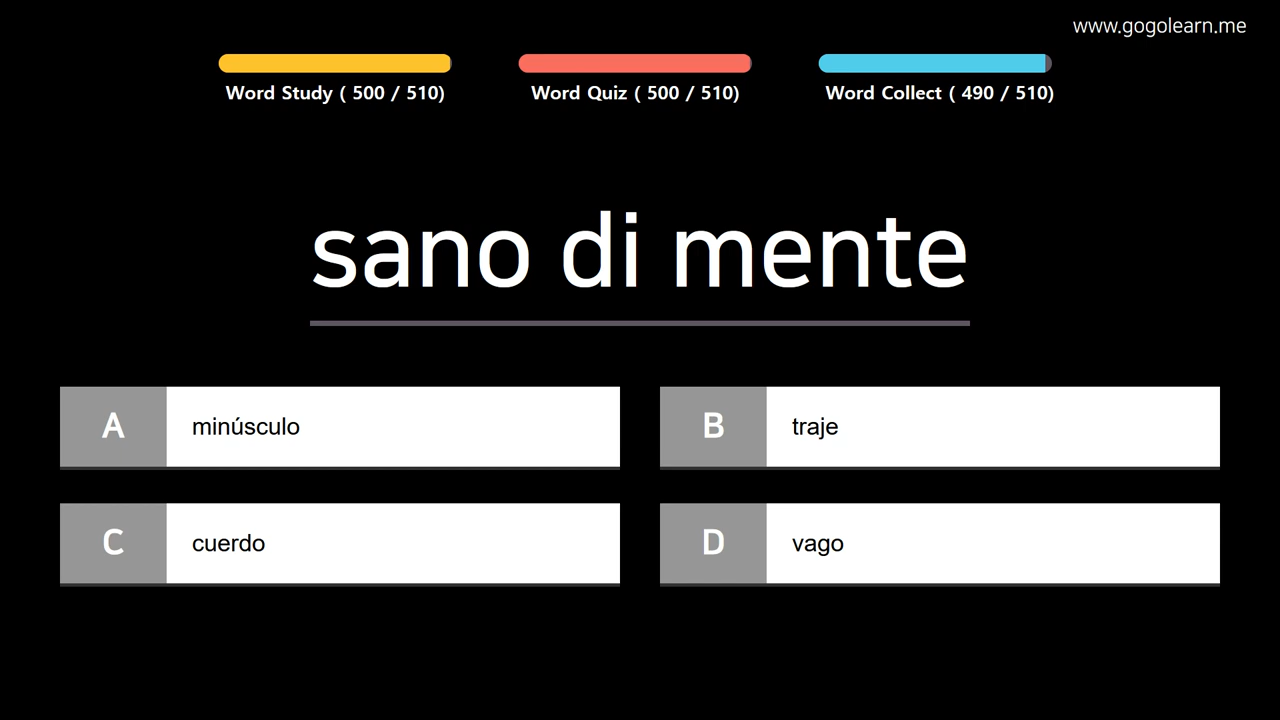 www.gogolearn.me
Word Study ( 500 / 510)
Word Quiz ( 500 / 510)
Word Collect ( 490 / 510)
sano di mente
A
minúsculo
B
traje
C
cuerdo
D
vago